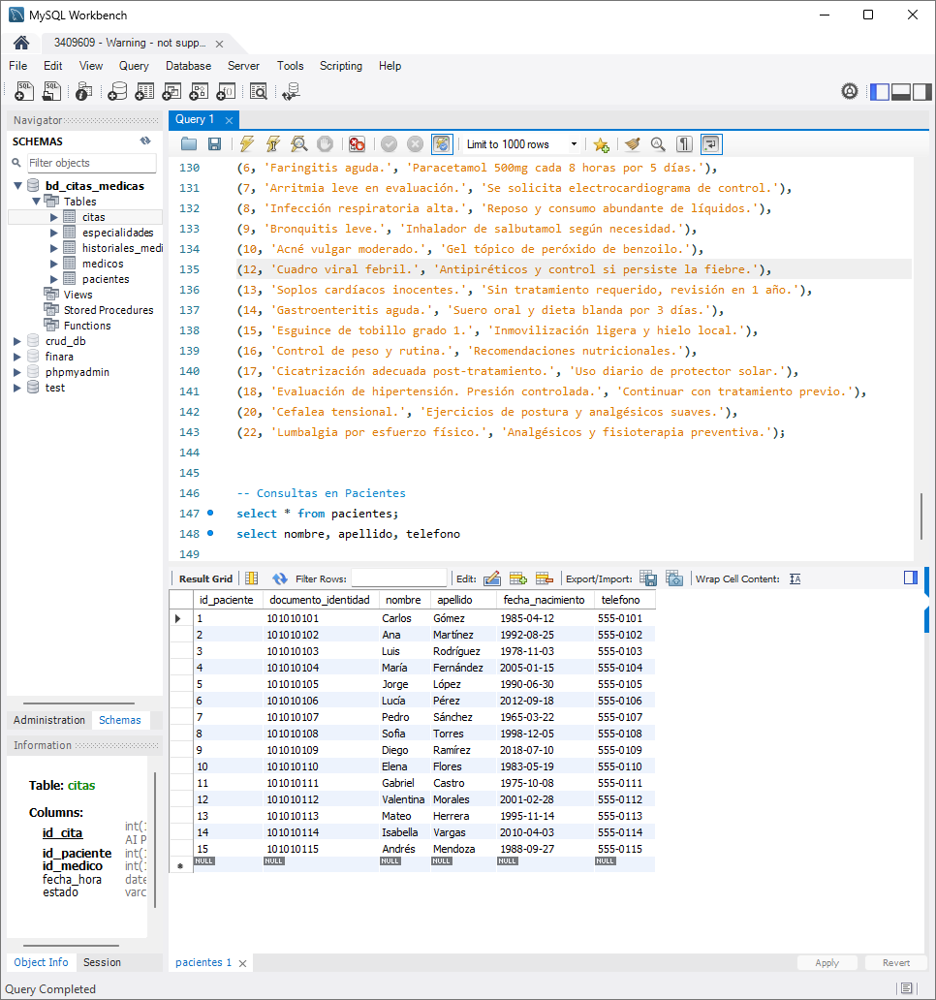 MySQL Workbench
3409609 - Warning - not supp...
File Edit View Query Database Server Tools Scripting Help
Navigator
SCHEMAS
Filter objects
bd_citas_medicas
Tables
citas
especialidades
historiales_medi
medicos
pacientes
Views
Stored Procedures
Functions
crud_db
finara
phpmyadmin
test
Administration Schemas
Information
Table: citas
Columns:
id_cita int(
AI P
id_paciente int(
id_medico int(
fecha_hora date
estado varc
Object Info Session
Query 1
Limit to 1000 rows
130 (6, 'Faringitis aguda.', 'Paracetamol 500mg cada 8 horas por 5 días.'),
131 (7, 'Arritmia leve en evaluación.', 'Se solicita electrocardiograma de control.'),
132 (8, 'Infección respiratoria alta.', 'Reposo y consumo abundante de líquidos.'),
133 (9, 'Bronquitis leve.', 'Inhalador de salbutamol según necesidad.'),
134 (10, 'Acné vulgar moderado.', 'Gel tópico de peróxido de benzoilo.'),
135 (12, 'Cuadro viral febril.', 'Antipiréticos y control si persiste la fiebre.'),
136 (13, 'Soplos cardíacos inocentes.', 'Sin tratamiento requerido, revisión en 1 año.'),
137 (14, 'Gastroenteritis aguda.', 'Suero oral y dieta blanda por 3 días.'),
138 (15, 'Esguince de tobillo grado 1.', 'Inmovilización ligera y hielo local.'),
139 (16, 'Control de peso y rutina.', 'Recomendaciones nutricionales.'),
140 (17, 'Cicatrización adecuada post-tratamiento.', 'Uso diario de protector solar.'),
141 (18, 'Evaluación de hipertensión. Presión controlada.', 'Continuar con tratamiento previo.'),
142 (20, 'Cefalea tensional.', 'Ejercicios de postura y analgésicos suaves.'),
143 (22, 'Lumbalgia por esfuerzo físico.', 'Analgésicos y fisioterapia preventiva.');
144
145
146 -- Consultas en Pacientes
147 select * from pacientes;
148 select nombre, apellido, telefono
149
Result Grid Filter Rows: Edit: Export/Import: Wrap Cell Content:
id_paciente documento_identidad nombre apellido fecha_nacimiento telefono
1 101010101 Carlos Gómez 1985-04-12 555-0101
2 101010102 Ana Martínez 1992-08-25 555-0102
3 101010103 Luis Rodríguez 1978-11-03 555-0103
4 101010104 María Fernández 2005-01-15 555-0104
5 101010105 Jorge López 1990-06-30 555-0105
6 101010106 Lucía Pérez 2012-09-18 555-0106
7 101010107 Pedro Sánchez 1965-03-22 555-0107
8 101010108 Sofia Torres 1998-12-05 555-0108
9 101010109 Diego Ramírez 2018-07-10 555-0109
10 101010110 Elena Flores 1983-05-19 555-0110
11 101010111 Gabriel Castro 1975-10-08 555-0111
12 101010112 Valentina Morales 2001-02-28 555-0112
13 101010113 Mateo Herrera 1995-11-14 555-0113
14 101010114 Isabella Vargas 2010-04-03 555-0114
15 101010115 Andrés Mendoza 1988-09-27 555-0115
NULL NULL NULL NULL NULL NULL
pacientes 1
Apply Revert
Query Completed